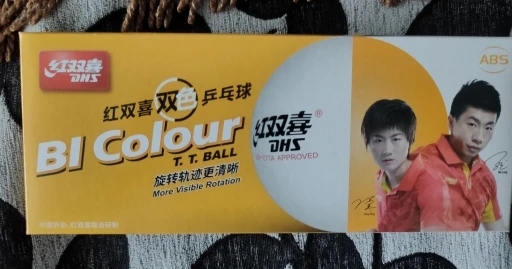 红双喜
DHS
ABS
红双喜 双色 乒乓球
BI Colour
T. T. BALL
旋转轨迹更清晰
More Visible Rotation
红双喜®
DHS
APPROVED